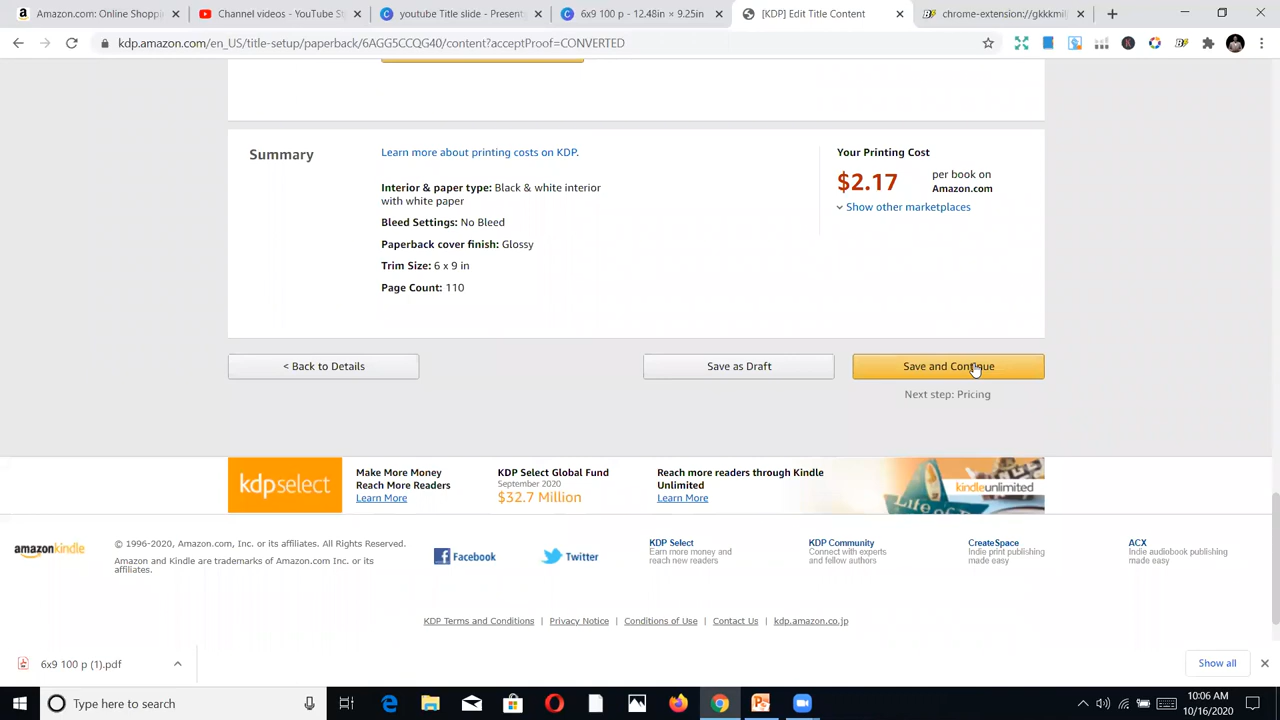 Amazon.com : Online Shopping
Amazon videos - YouTube S
youtube Title slide - Present
6x9 100 p - 12.48in × 9.25in
[KDP] Edit Title Content
chrome-extension://gkkkmil
kdp.amazon.com/en_US/title-setup/paperback/GAGG5CCQG40/content?acceptProof=CONVERTED
Summary
Learn more about printing costs on KDP.
Interior & paper type: Black & white interior
with white paper
Bleed Settings: No Bleed
Paperback cover finish: Glossy
Trim Size: 6 x 9 in
Page Count: 110
Your Printing Cost
$2.17
per book on
Amazon.com
Show other marketplaces
< Back to Details
Save as Draft
Save and Continue
Next step: Pricing
kdpselect
Make More Money
Reach More Readers
Learn More
KDP Select Global Fund
September 2020
$32.7 Million
Reach more readers through Kindle
Unlimited
Learn More
kindleunlimited
amazonkindle
© 1996-2020, Amazon.com, Inc. or its affiliates. All Rights Reserved.
Amazon and Kindle are trademarks of Amazon.com Inc. or its
affiliates.
Facebook
Twitter
KDP Select
Earn more money and
reach new readers
KDP Community
Connect with experts
and fellow authors
CreateSpace
Indie print publishing
made easy
ACX
Indie audiobook publishing
made easy
KDP Terms and Conditions | Privacy Notice | Conditions of Use | Contact Us | kdp.amazon.co.jp
6x9 100 p (1).pdf
Show all
Type here to search
10:06 AM
10/16/2020